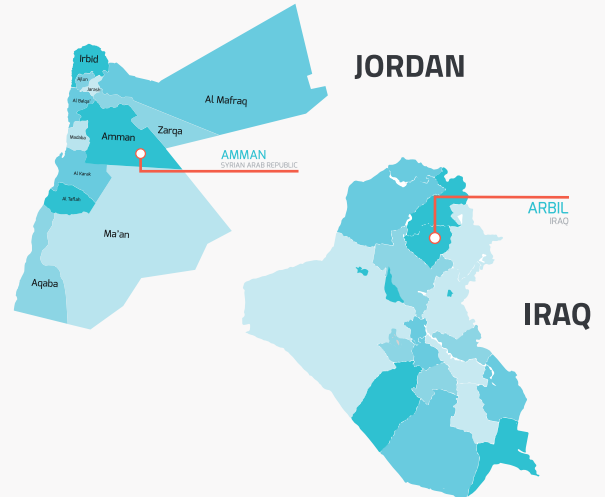 JORDAN
Irbid
Ajlun
Jarash
Al Balqa
Al Mafraq
Zarqa
Amman
Madaba
AMMAN
SYRIAN ARAB REPUBLIC
Al Karak
Al Tafilah
Ma'an
Aqaba
ARBIL
IRAQ
IRAQ